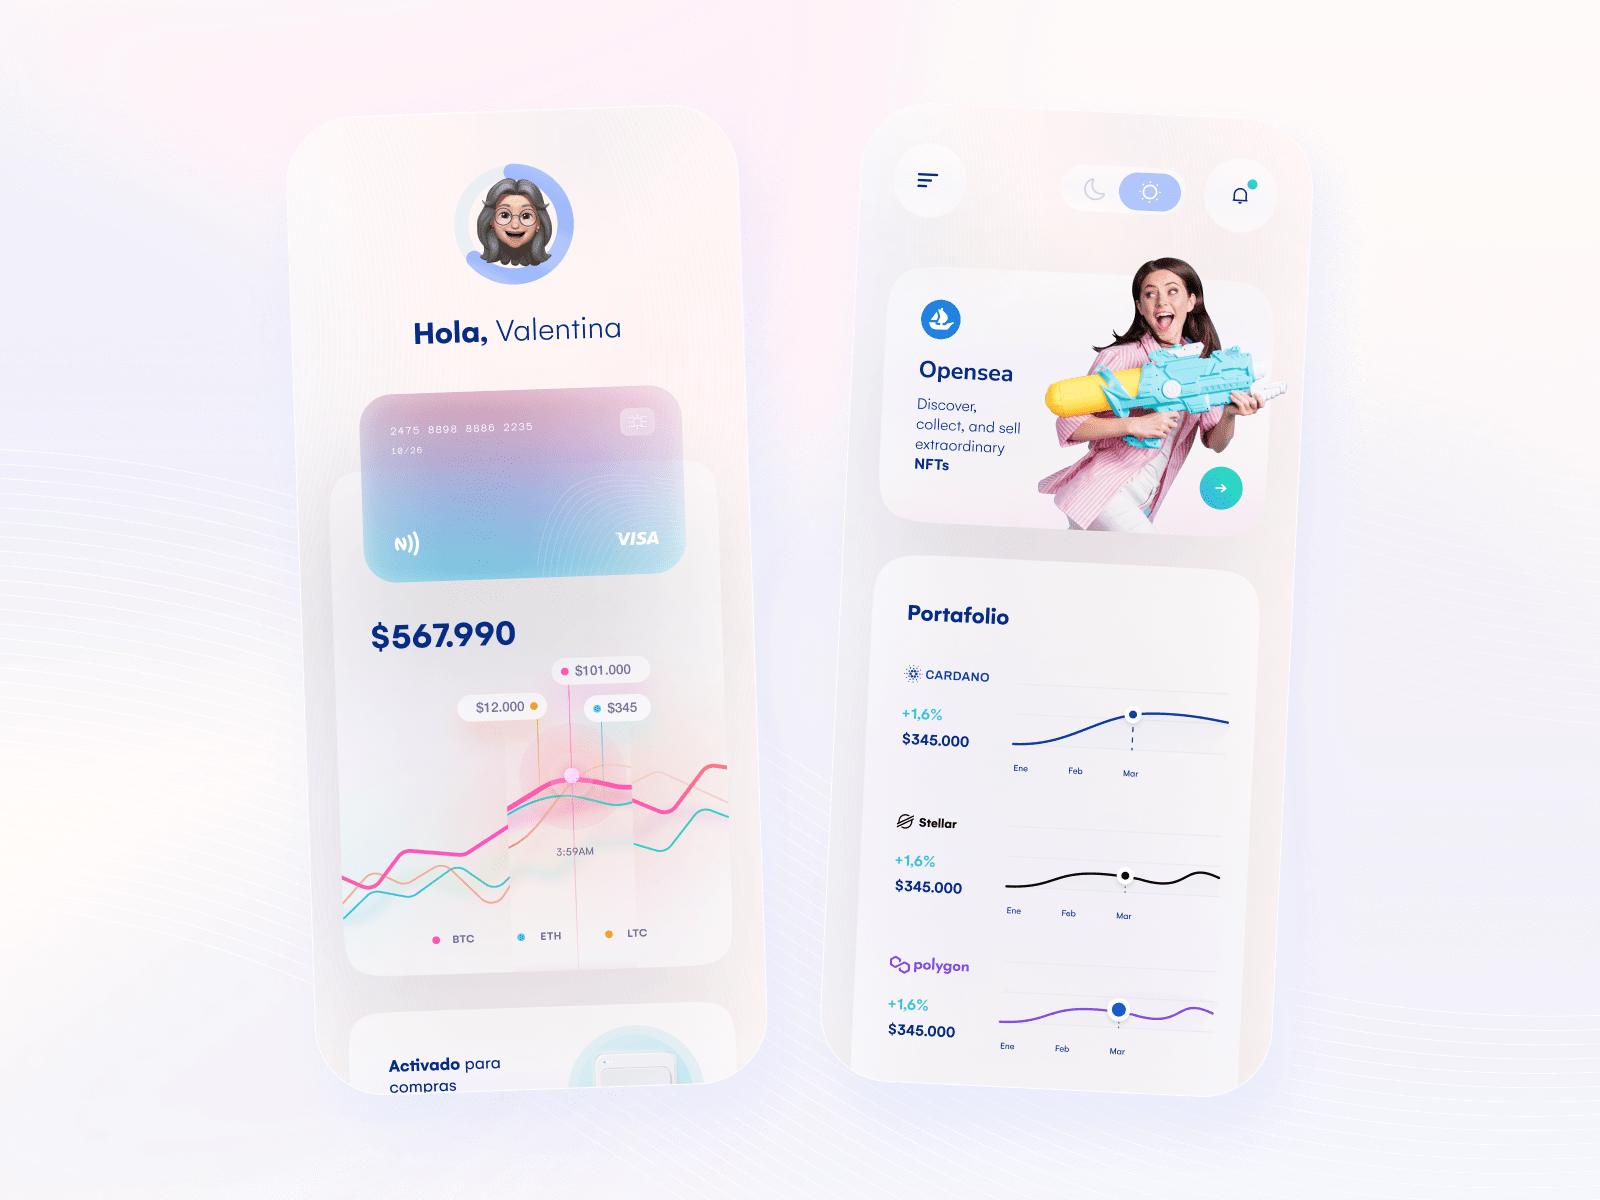 Hola, Valentina
2475 8898 8886 2235
10/26
VISA
$567.990
$101.000
$12.000
$345
3:59AM
BTC
ETH
LTC
Activado para
compras
Opensea
Discover,
collect, and sell
extraordinary
NFTs
Portafolio
CARDANO
+1,6%
$345.000
Ene
Feb
Mar
Stellar
+1,6%
$345.000
Ene
Feb
Mar
polygon
+1,6%
$345.000
Ene
Feb
Mar